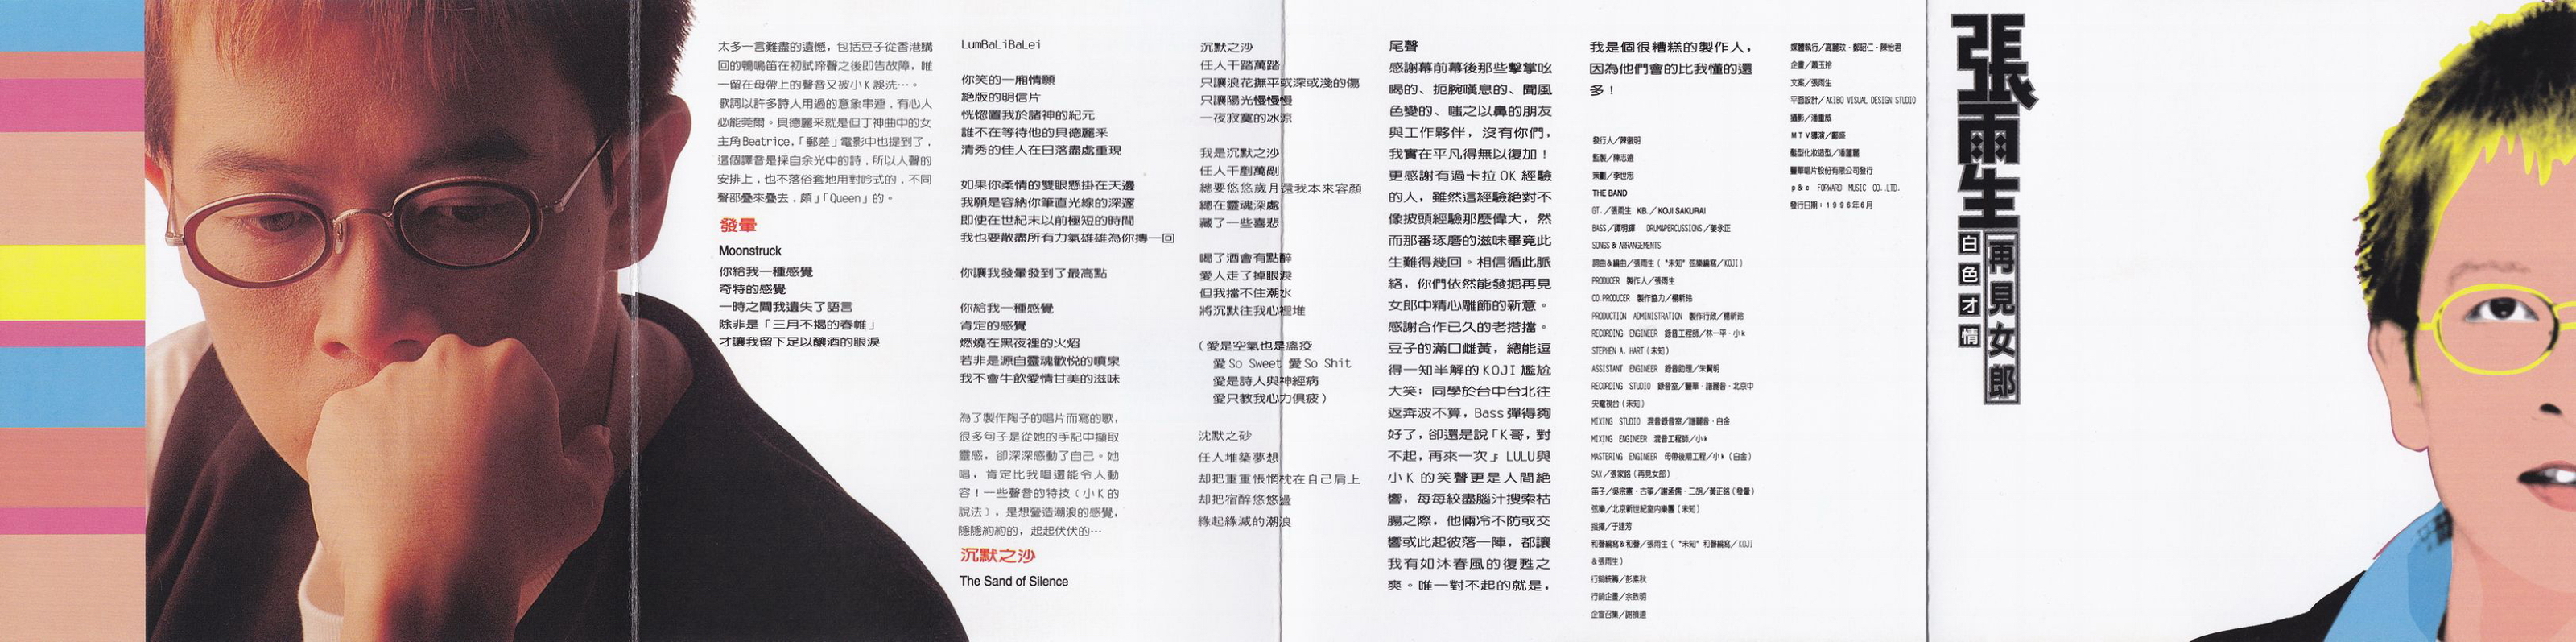 太多一言難盡的遺憾，包括豆子從香港購
回的鴨鳴笛在初試啼聲之後即告故障，唯
一留在母帶上的聲音又被小K誤洗…。
歌詞以許多詩人用過的意象串連，有心人
必能莞爾。貝德麗采就是但丁神曲中的女
主角Beatrice,「郵差」電影中也提到了，
這個譯音是採自余光中的詩，所以人聲的
安排上，也不落俗套地用對吟式的，不同
聲部疊來疊去，頗」「Queen」的。
發暈
Moonstruck
你給我一種感覺
奇特的感覺
一時之間我遺失了語言
除非是「三月不揭的春帷」
才讓我留下足以釀酒的眼淚
LumBaLiBaLei
你笑的一廂情願
絕版的明信片
恍惚置我於諸神的紀元
誰不在等待他的貝德麗采
清秀的佳人在日落盡處重現
如果你柔情的雙眼懸掛在天邊
我願是容納你筆直光線的深邃
即使在世紀末以前極短的時間
我也要散盡所有力氣雄雄為你摶一回
你讓我發暈發到了最高點
你給我一種感覺
肯定的感覺
燃燒在黑夜裡的火焰
若非是源自靈魂歡悅的噴泉
我不會牛飲愛情甘美的滋味
為了製作陶子的唱片而寫的歌，
很多句子是從她的手記中擷取
靈感，卻深深感動了自己。她
唱，肯定比我唱還能令人動
容！一些聲音的特技（小K的
說法），是想營造潮浪的感覺，
隱隱約約的，起起伏伏的…
沉默之沙
The Sand of Silence
沉默之沙
任人千踏萬踏
只讓浪花撫平或深或淺的傷
只讓陽光慢慢慢
一夜寂寞的冰涼
我是沉默之沙
任人千剷萬剮
總要悠悠歲月還我本來容顏
總在靈魂深處
藏了一些喜悲
喝了酒會有點醉
愛人走了掉眼淚
但我擋不住潮水
將沉默往我心裡堆
（愛是空氣也是瘟疫
愛So Sweet 愛So Shit
愛是詩人與神經病
愛只教我心力俱疲）
沈默之砂
任人堆築夢想
却把重重悵惘枕在自己肩上
却把宿醉悠悠盪
緣起緣滅的潮浪
尾聲
感謝幕前幕後那些擊掌吆
喝的、扼腕嘆息的、聞風
色變的、嗤之以鼻的朋友
與工作夥伴，沒有你們，
我實在平凡得無以復加！
更感謝有過卡拉OK經驗
的人，雖然這經驗絕對不
像披頭經驗那麼偉大，然
而那番琢磨的滋味畢竟此
生難得幾回。相信循此脈
絡，你們依然能發掘再見
女郎中精心雕飾的新意。
感謝合作已久的老搭擋。
豆子的滿口雌黃，總能逗
得一知半解的KOJI尷尬
大笑；同學於台中台北往
返奔波不算，Bass彈得夠
好了，卻還是說「K哥，對
不起，再來一次」；LULU與
小K的笑聲更是人間絶
響，每每絞盡腦汁搜索枯
腸之際，他倆冷不防或交
響或此起彼落一陣，都讓
我有如沐春風的復甦之
爽。唯一對不起的就是，
我是個很糟糕的製作人，
因為他們會的比我懂的還
多！
發行人／陳復明
監製／陳志遠
策劃／李世忠
THE BAND
GT.／張雨生 KB.／KOJI SAKURAI
BASS／譚明輝 DRUM&PERCUSSIONS／姜永正
SONGS & ARRANGEMENTS
詞曲&編曲／張雨生（"未知"弦樂編寫／KOJI）
PRODUCER 製作人／張雨生
CO.PRODUCER 製作協力／楊新玲
PRODUCTION ADMINISTRATION 製作行政／楊新玲
RECORDING ENGINEER 錄音工程師／林一平．小k
STEPHEN A. HART（未知）
ASSISTANT ENGINEER 錄音助理／朱賢明
RECORDING STUDIO 錄音室／豐華．強麗音．北京中
央電視台（未知）
MIXING STUDIO 混音錄音室／強麗音．白金
MIXING ENGINEER 混音工程師／小k
MASTERING ENGINEER 母帶後期工程／小k（白金）
SAX／張家銘（再見女郎）
笛子／吳宗憲．古箏／謝孟儒．二胡／黃正銘（發暈）
弦樂／北京新世紀室內樂團（未知）
指揮／于建芳
和聲編寫&和聲／張雨生（"未知"和聲編寫／KOJI
&張雨生）
行銷統籌／彭素秋
行銷企畫／余致明
企宣召集／謝禎達
媒體執行／高麗玟．鄭韶仁．陳怡君
企畫／蕭玉玲
文案／張雨生
平面設計／AKIBO VISUAL DESIGN STUDIO
攝影／潘重威
MTV導演／鄺盛
髮型化妝造型／潘蓮麗
豐華唱片股份有限公司發行
p&c FORWARD MUSIC CO.,LTD.
發行日期：1996年6月
張雨生
白色才情
再見女郎